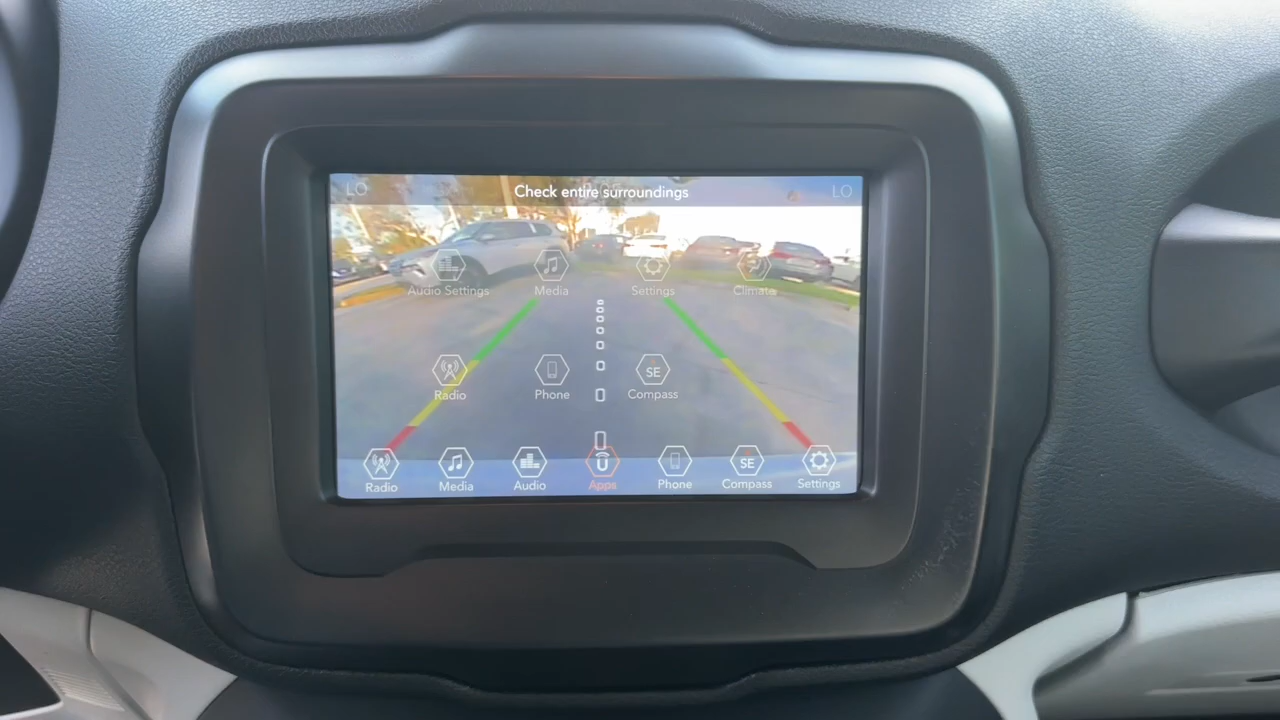 LO Check entire surroundings LO
Audio Settings Media Settings Climate
Radio Phone SE Compass
Radio Media Audio U Apps Phone SE Compass Settings